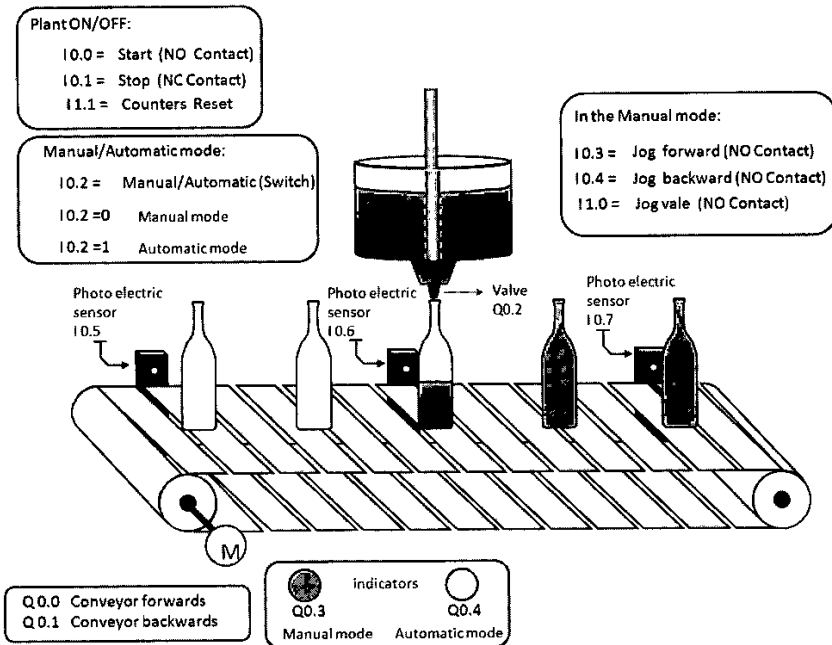 Plant ON/OFF:
I0.0 = Start (NO Contact)
I0.1 = Stop (NC Contact)
I1.1 = Counters Reset
Manual/Automatic mode:
I0.2 = Manual/Automatic (Switch)
I0.2 =0 Manual mode
I0.2 =1 Automatic mode
In the Manual mode:
I0.3 = Jog forward (NO Contact)
I0.4 = Jog backward (NO Contact)
I1.0 = Jog vale (NO Contact)
Photo electric
sensor
I0.5
Photo electric
sensor
I0.6
Valve
Q0.2
Photo electric
sensor
I0.7
M
Q0.0 Conveyor forwards
Q0.1 Conveyor backwards
indicators
Q0.3 Q0.4
Manual mode Automatic mode